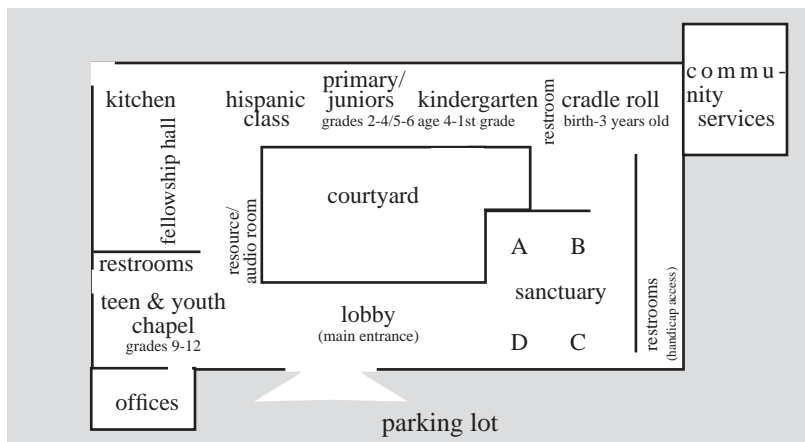 commu-
nity
services
primary/
juniors
grades 2-4/5-6
kitchen
hispanic
class
kindergarten
age 4-1st grade
restroom
cradle roll
birth-3 years old
fellowship hall
courtyard
resource/
audio room
A B
restrooms
sanctuary
teen & youth
chapel
grades 9-12
lobby
(main entrance)
D C
restrooms
(handicap access)
offices
parking lot